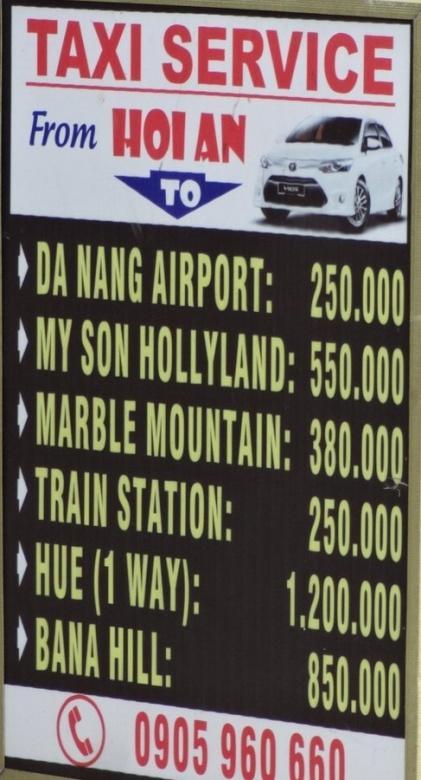 TAXI SERVICE
From HOI AN
TO
DA NANG AIRPORT: 250.000
MY SON HOLLYLAND: 550.000
MARBLE MOUNTAIN: 380.000
TRAIN STATION: 250.000
HUE (1 WAY): 1.200.000
BANA HILL: 850.000
0905 960 660